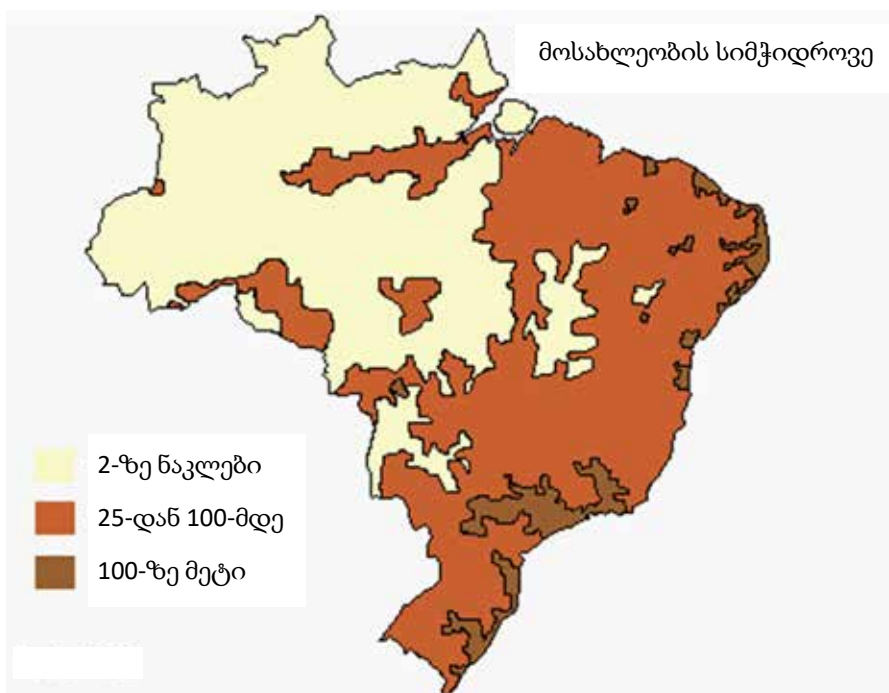 მოსახლეობის სიმჭიდროვე
2-ზე ნაკლები
25-დან 100-მდე
100-ზე მეტი